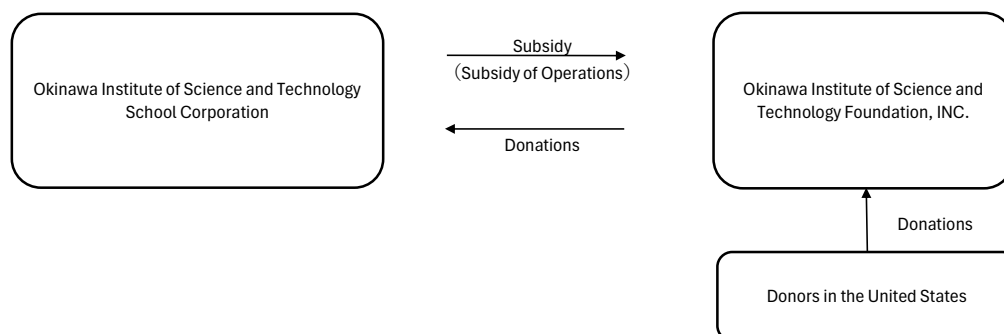 Okinawa Institute of Science and Technology
School Corporation
Subsidy
（Subsidy of Operations）
Donations
Okinawa Institute of Science and
Technology Foundation, INC.
Donations
Donors in the United States